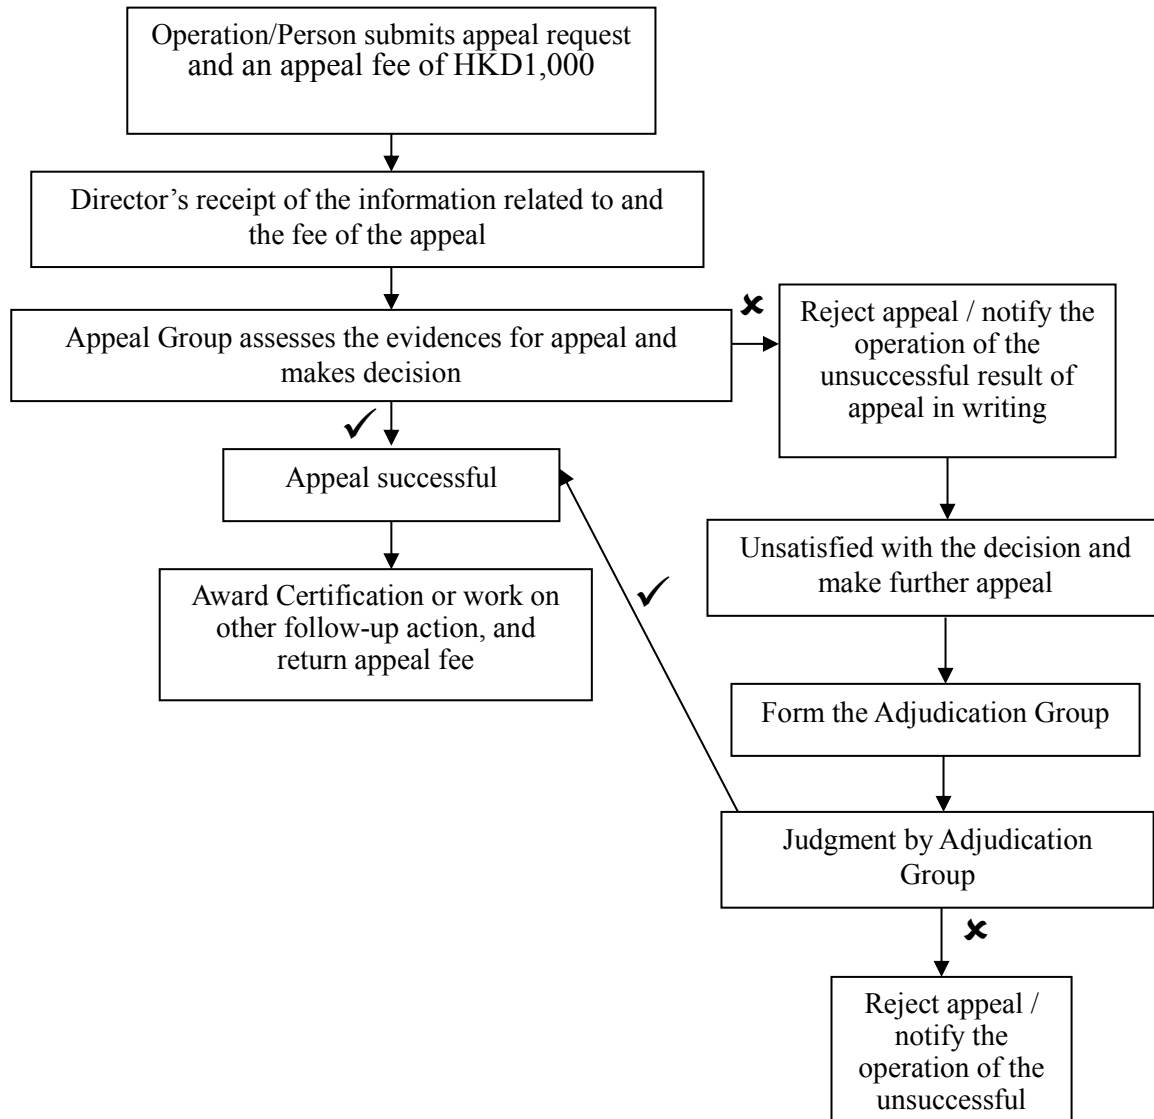 Operation/Person submits appeal request
and an appeal fee of HKD1,000
Director’s receipt of the information related to and
the fee of the appeal
Appeal Group assesses the evidences for appeal and
makes decision
✘
Reject appeal / notify the
operation of the
unsuccessful result of
appeal in writing
✓
Appeal successful
Unsatisfied with the decision and
make further appeal
Award Certification or work on
other follow-up action, and
return appeal fee
✓
Form the Adjudication Group
Judgment by Adjudication
Group
✘
Reject appeal /
notify the
operation of the
unsuccessful